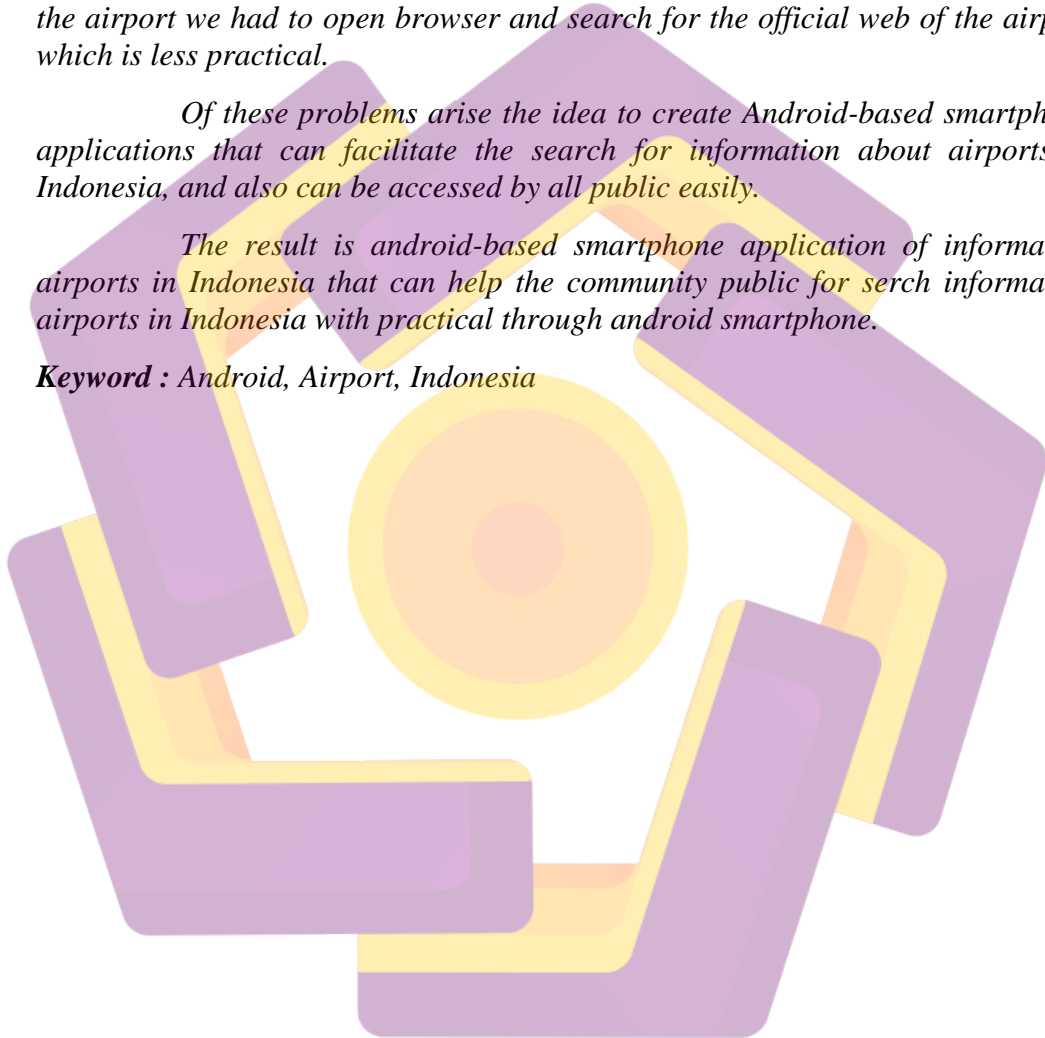 the airport we had to open browser and search for the official web of the air
which is less practical.
Of these problems arise the idea to create Android-based smartph
applications that can facilitate the search for information about airports
Indonesia, and also can be accessed by all public easily.
The result is android-based smartphone application of informa
airports in Indonesia that can help the community public for serch informa
airports in Indonesia with practical through android smartphone.
Keyword : Android, Airport, Indonesia